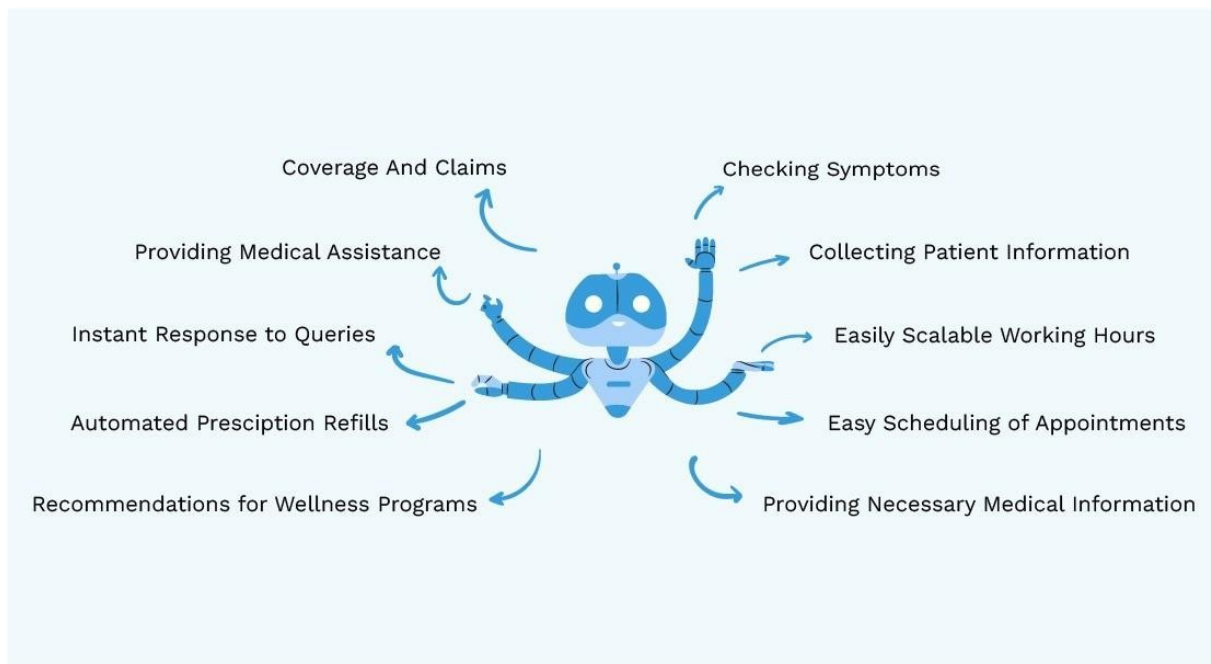 Coverage And Claims
Providing Medical Assistance
Instant Response to Queries
Automated Presciption Refills
Recommendations for Wellness Programs
Checking Symptoms
Collecting Patient Information
Easily Scalable Working Hours
Easy Scheduling of Appointments
Providing Necessary Medical Information